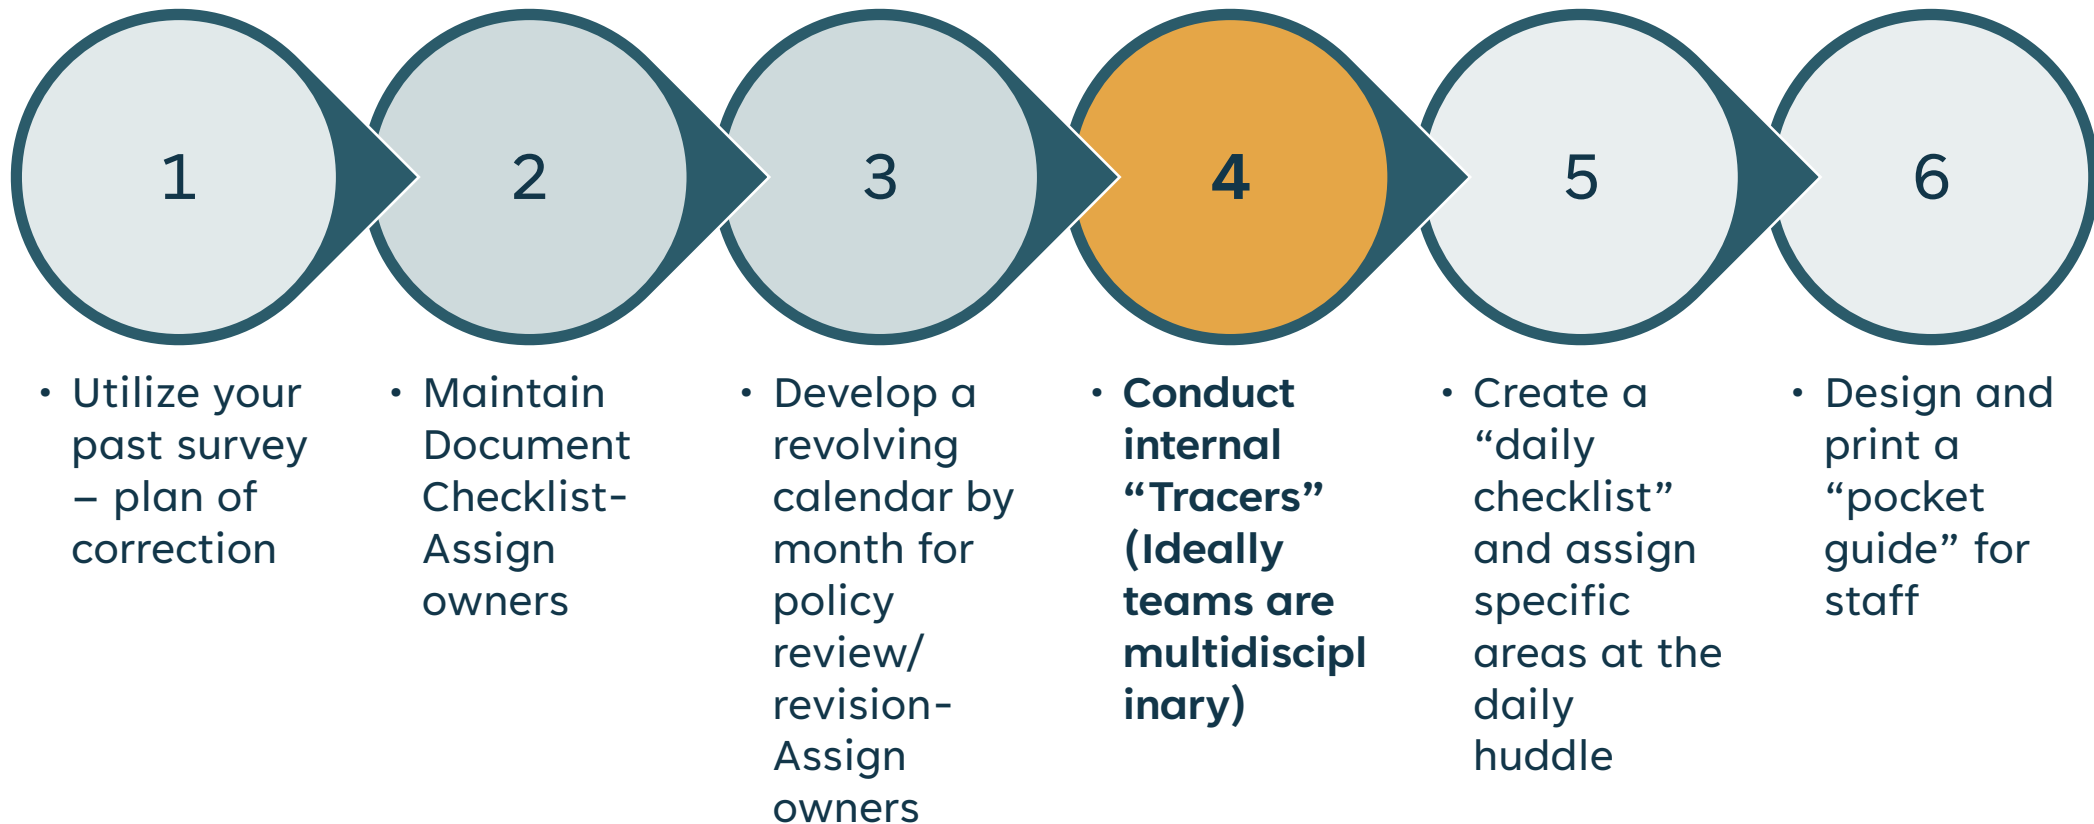 1
2
3
4
5
6
• Utilize your
past survey
– plan of
correction
• Maintain
Document
Checklist-
Assign
owners
• Develop a
revolving
calendar by
month for
policy
review/
revision-
Assign
owners
• Conduct
internal
“Tracers”
(Ideally
teams are
multidiscipl
inary)
• Create a
“daily
checklist”
and assign
specific
areas at the
daily
huddle
• Design and
print a
“pocket
guide” for
staff